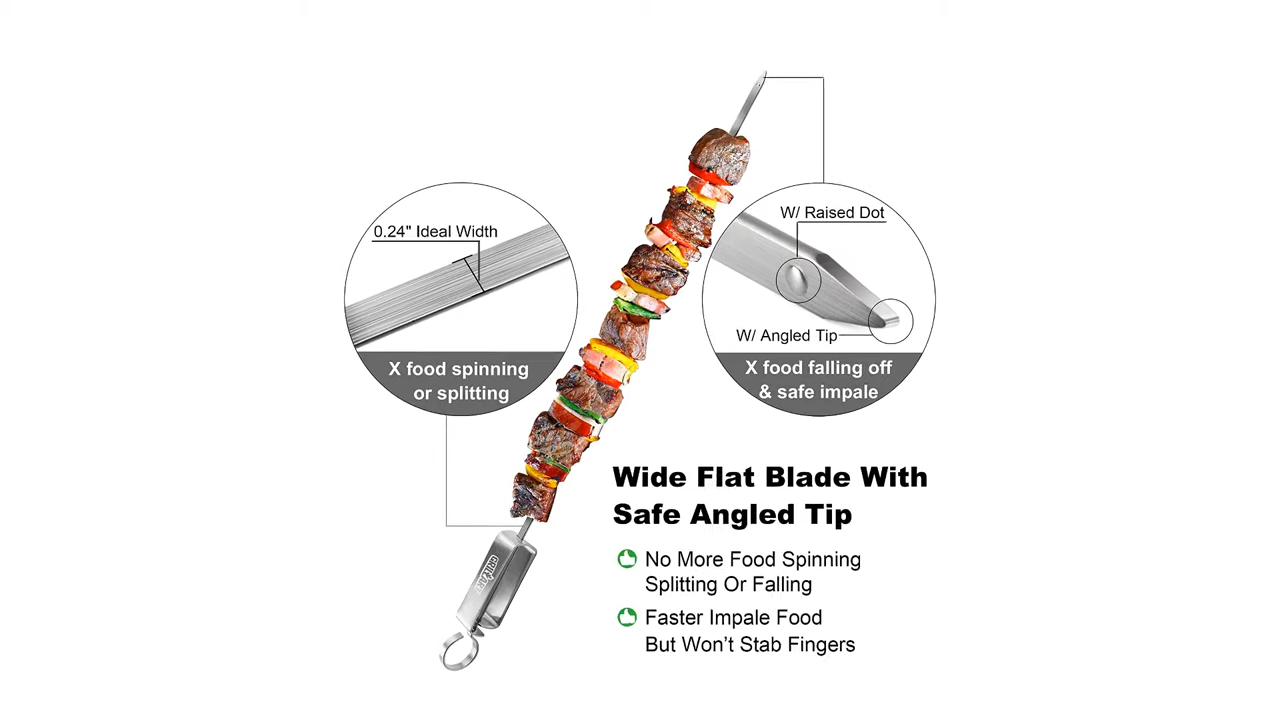 0.24" Ideal Width
X food spinning
or splitting
W/ Raised Dot
W/ Angled Tip
X food falling off
& safe impale
Wide Flat Blade With
Safe Angled Tip
No More Food Spinning
Splitting Or Falling
Faster Impale Food
But Won’t Stab Fingers
GRILLART